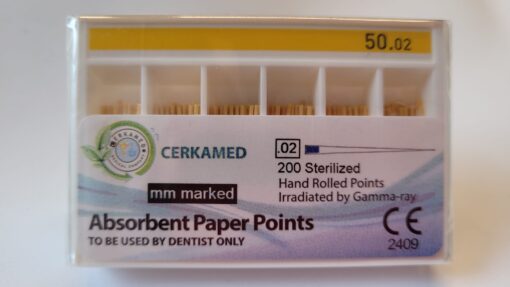 50.02
CERKAMED
CERKAMED
.02
200 Sterilized
mm marked
Hand Rolled Points
Irradiated by Gamma-ray
Absorbent Paper Points
TO BE USED BY DENTIST ONLY
CE
2409